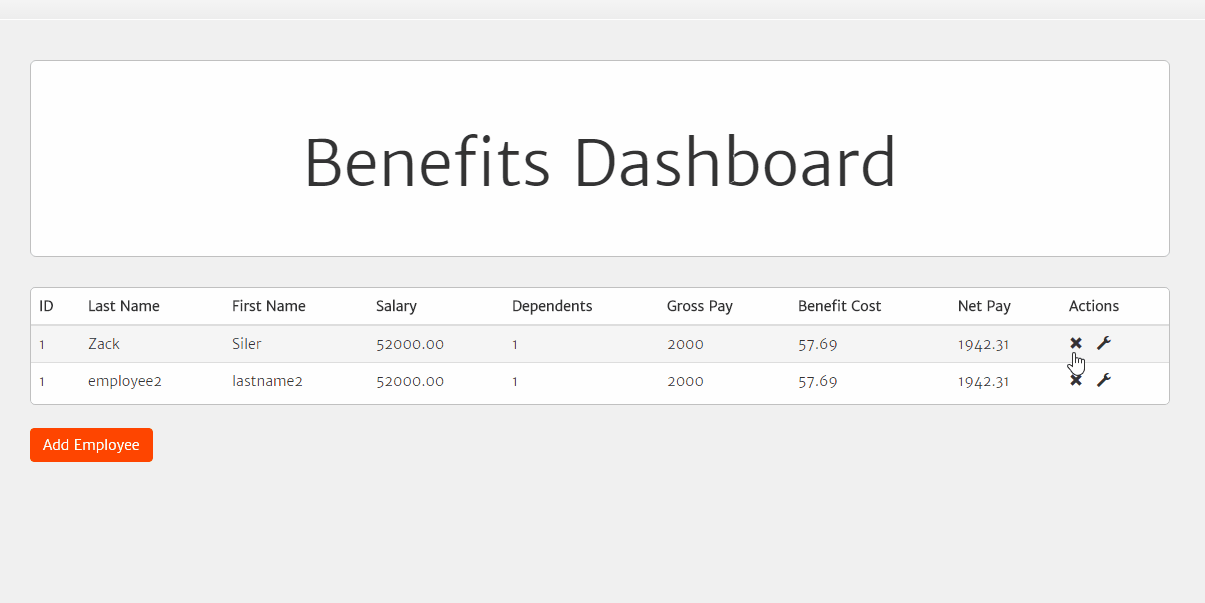 Benefits Dashboard
ID Last Name First Name Salary Dependents Gross Pay Benefit Cost Net Pay Actions
1 Zack Siler 52000.00 1 2000 57.69 1942.31
1 employee2 lastname2 52000.00 1 2000 57.69 1942.31
Add Employee